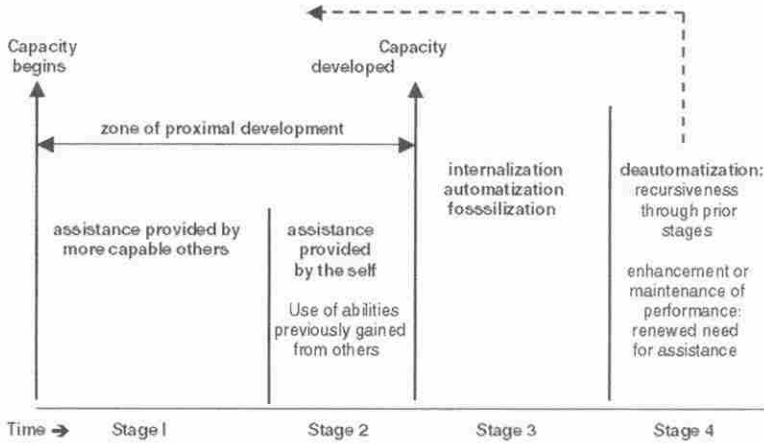 Capacity
begins
Capacity
developed
zone of proximal development
assistance provided by
more capable others
assistance
provided
by the self
Use of abilities
previously gained
from others
internalization
automatization
fosssilization
deautomatization:
recursiveness
through prior
stages
enhancement or
maintenance of
performance:
renewed need
for assistance
Time → Stage I Stage 2 Stage 3 Stage 4